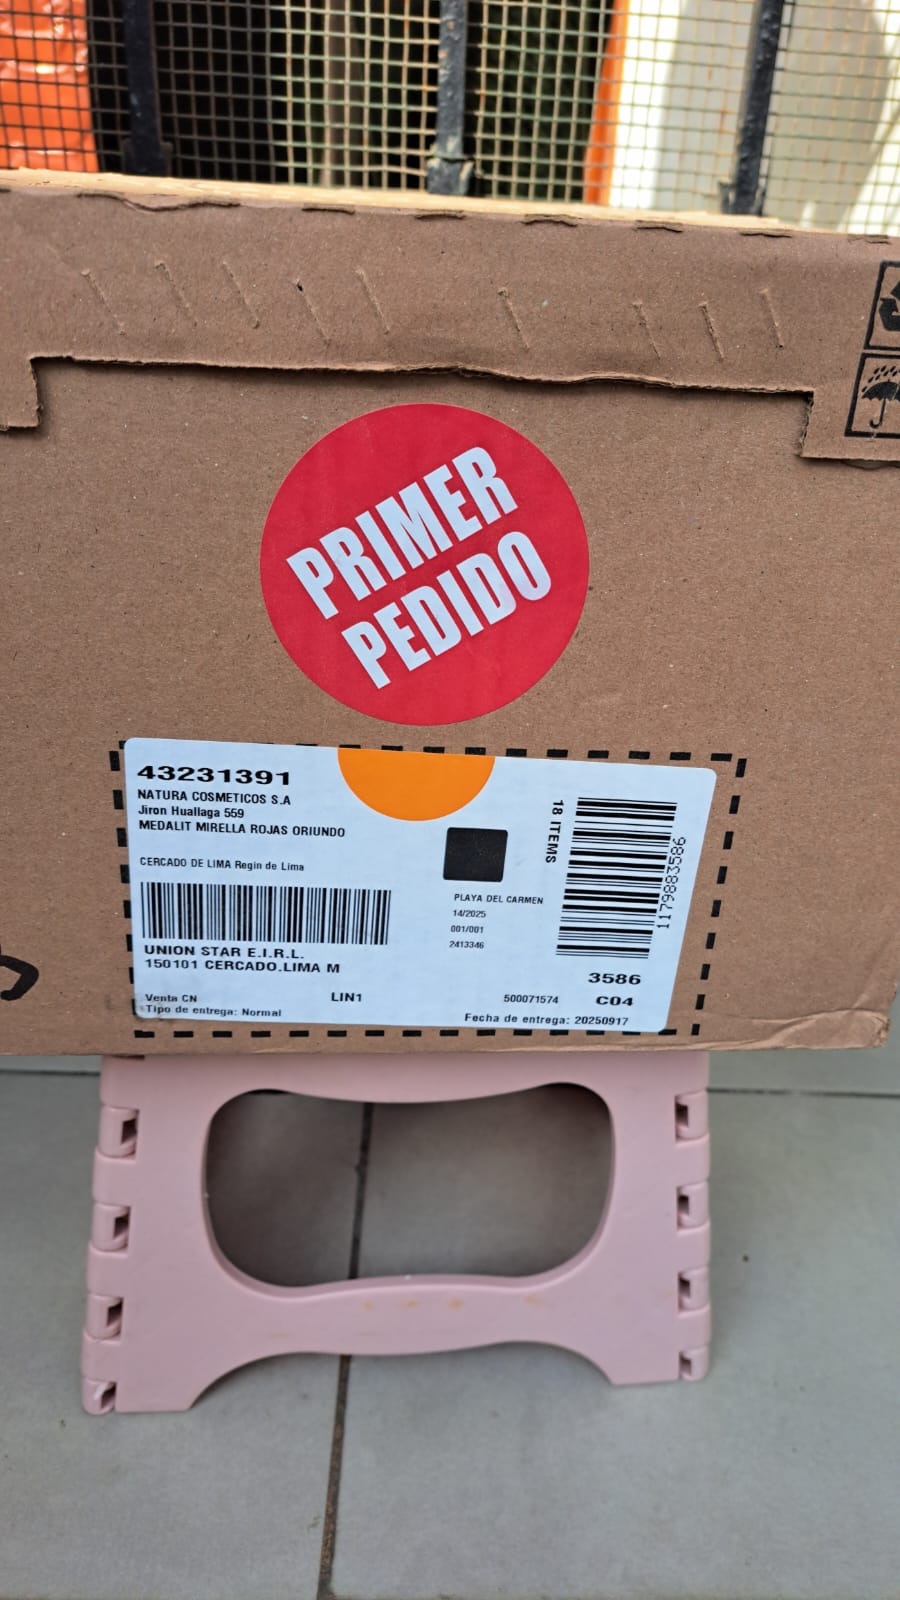 PRIMER
PEDIDO
43231391
NATURA COSMETICOS S.A
Jiron Huallaga 559
MEDALIT MIRELLA ROJAS ORIUNDO
CERCADO DE LIMA Regin de Lima
UNION STAR E.I.R.L.
150101 CERCADO.LIMA M
Venta CN
LIN1
Tipo de entrega: Normal
PLAYA DEL CARMEN
14/2025
001/001
2413346
18 ITEMS
1179883586
3586
500071574
C04
Fecha de entrega: 20250917